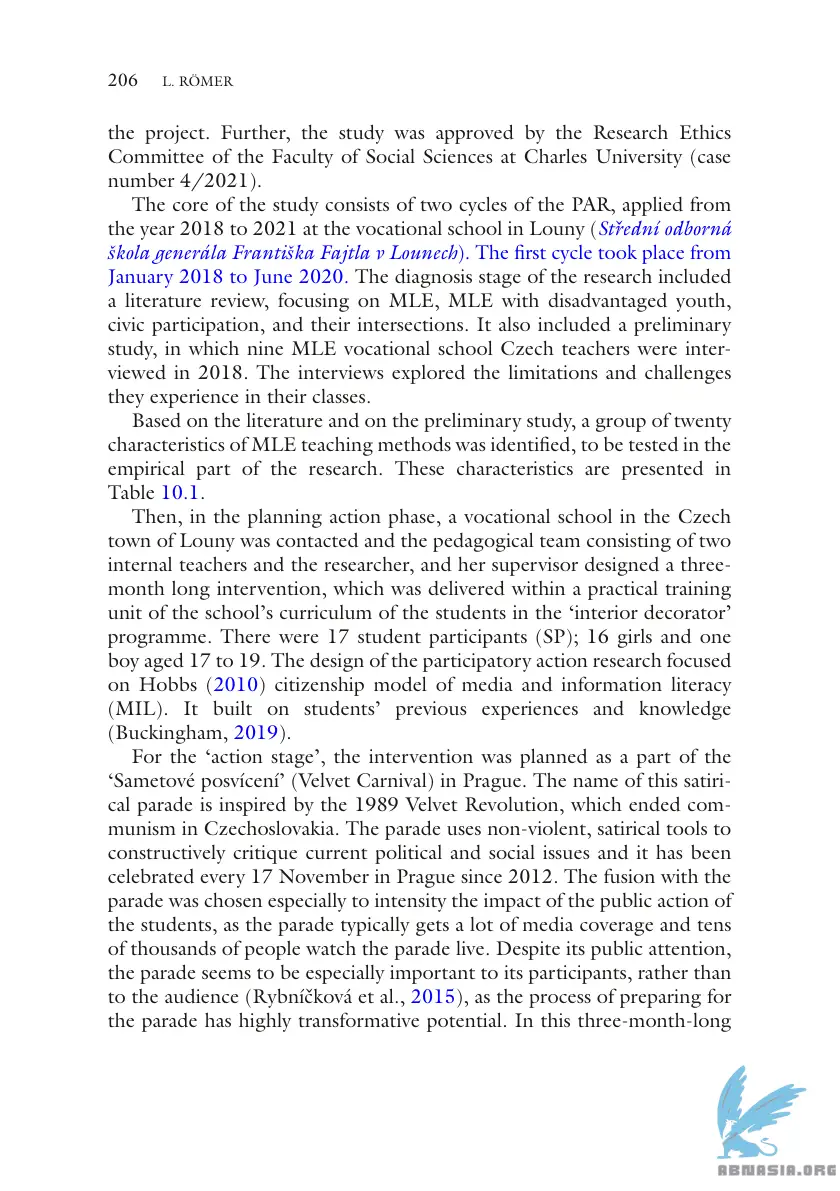 206 L. RÖMER
the project. Further, the study was approved by the Research Ethics
Committee of the Faculty of Social Sciences at Charles University (case
number 4/2021).
The core of the study consists of two cycles of the PAR, applied from
the year 2018 to 2021 at the vocational school in Louny (Střední odborná
škola generála Františka Fajtla v Lounech). The first cycle took place from
January 2018 to June 2020. The diagnosis stage of the research included
a literature review, focusing on MLE, MLE with disadvantaged youth,
civic participation, and their intersections. It also included a preliminary
study, in which nine MLE vocational school Czech teachers were inter-
viewed in 2018. The interviews explored the limitations and challenges
they experience in their classes.
Based on the literature and on the preliminary study, a group of twenty
characteristics of MLE teaching methods was identified, to be tested in the
empirical part of the research. These characteristics are presented in
Table 10.1.
Then, in the planning action phase, a vocational school in the Czech
town of Louny was contacted and the pedagogical team consisting of two
internal teachers and the researcher, and her supervisor designed a three-
month long intervention, which was delivered within a practical training
unit of the school's curriculum of the students in the ‘interior decorator’
programme. There were 17 student participants (SP); 16 girls and one
boy aged 17 to 19. The design of the participatory action research focused
on Hobbs (2010) citizenship model of media and information literacy
(MIL). It built on students’ previous experiences and knowledge
(Buckingham, 2019).
For the ‘action stage’, the intervention was planned as a part of the
‘Sametové posvícení’ (Velvet Carnival) in Prague. The name of this satiri-
cal parade is inspired by the 1989 Velvet Revolution, which ended com-
munism in Czechoslovakia. The parade uses non-violent, satirical tools to
constructively critique current political and social issues and it has been
celebrated every 17 November in Prague since 2012. The fusion with the
parade was chosen especially to intensity the impact of the public action of
the students, as the parade typically gets a lot of media coverage and tens
of thousands of people watch the parade live. Despite its public attention,
the parade seems to be especially important to its participants, rather than
to the audience (Rybníčková et al., 2015), as the process of preparing for
the parade has highly transformative potential. In this three-month-long
ABMASIA.ORG